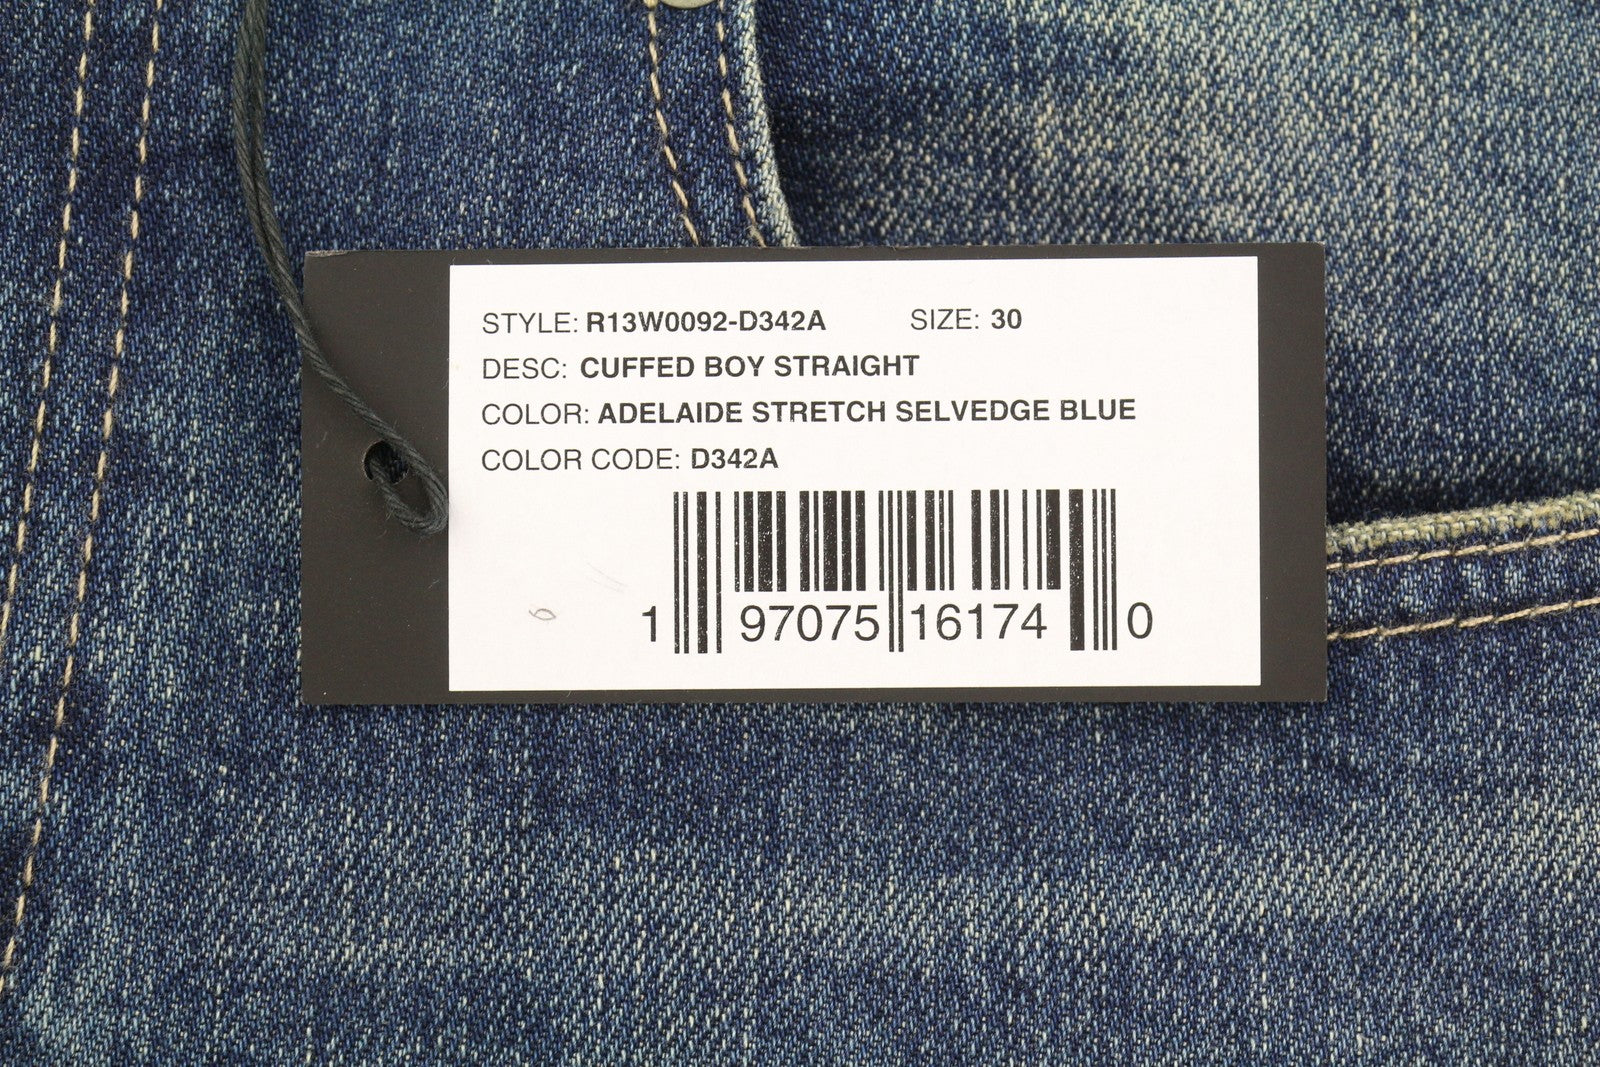 STYLE: R13W0092-D342A SIZE: 30
DESC: CUFFED BOY STRAIGHT
COLOR: ADELAIDE STRETCH SELVEDGE BLUE
COLOR CODE: D342A
1 97075 16174 0